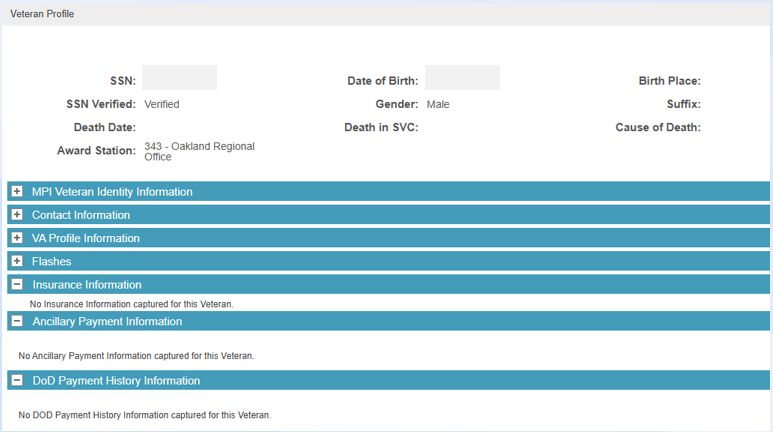 Veteran Profile
SSN:
Date of Birth:
Birth Place:
SSN Verified: Verified
Gender: Male
Suffix:
Death Date:
Death in SVC:
Cause of Death:
Award Station: 343 - Oakland Regional
Office
MPI Veteran Identity Information
Contact Information
VA Profile Information
Flashes
Insurance Information
No Insurance Information captured for this Veteran.
Ancillary Payment Information
No Ancillary Payment Information captured for this Veteran.
DoD Payment History Information
No DOD Payment History Information captured for this Veteran.